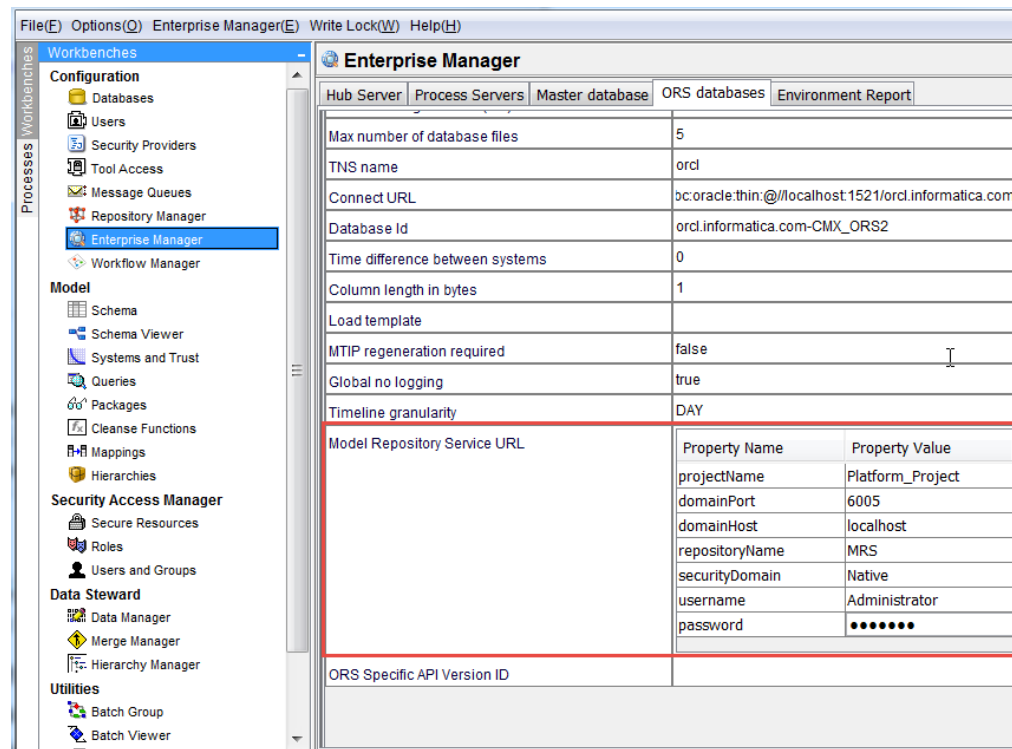 File(F) Options(O) Enterprise Manager(E) Write Lock(W) Help(H)
Workbenches
Processes
Workbenches
Configuration
Databases
Users
Security Providers
Tool Access
Message Queues
Repository Manager
Enterprise Manager
Workflow Manager
Model
Schema
Schema Viewer
Systems and Trust
Queries
Packages
Cleanse Functions
Mappings
Hierarchies
Security Access Manager
Secure Resources
Roles
Users and Groups
Data Steward
Data Manager
Merge Manager
Hierarchy Manager
Utilities
Batch Group
Batch Viewer
Enterprise Manager
Hub Server Process Servers Master database ORS databases Environment Report
Max number of database files 5
TNS name orcl
Connect URL bc:oracle:thin:@//localhost:1521/orcl.informatica.com
Database Id orcl.informatica.com-CMX_ORS2
Time difference between systems 0
Column length in bytes 1
Load template
MTIP regeneration required false
Global no logging true
Timeline granularity DAY
Model Repository Service URL
Property Name Property Value
projectName Platform_Project
domainPort 6005
domainHost localhost
repositoryName MRS
securityDomain Native
username Administrator
password •••••••
ORS Specific API Version ID